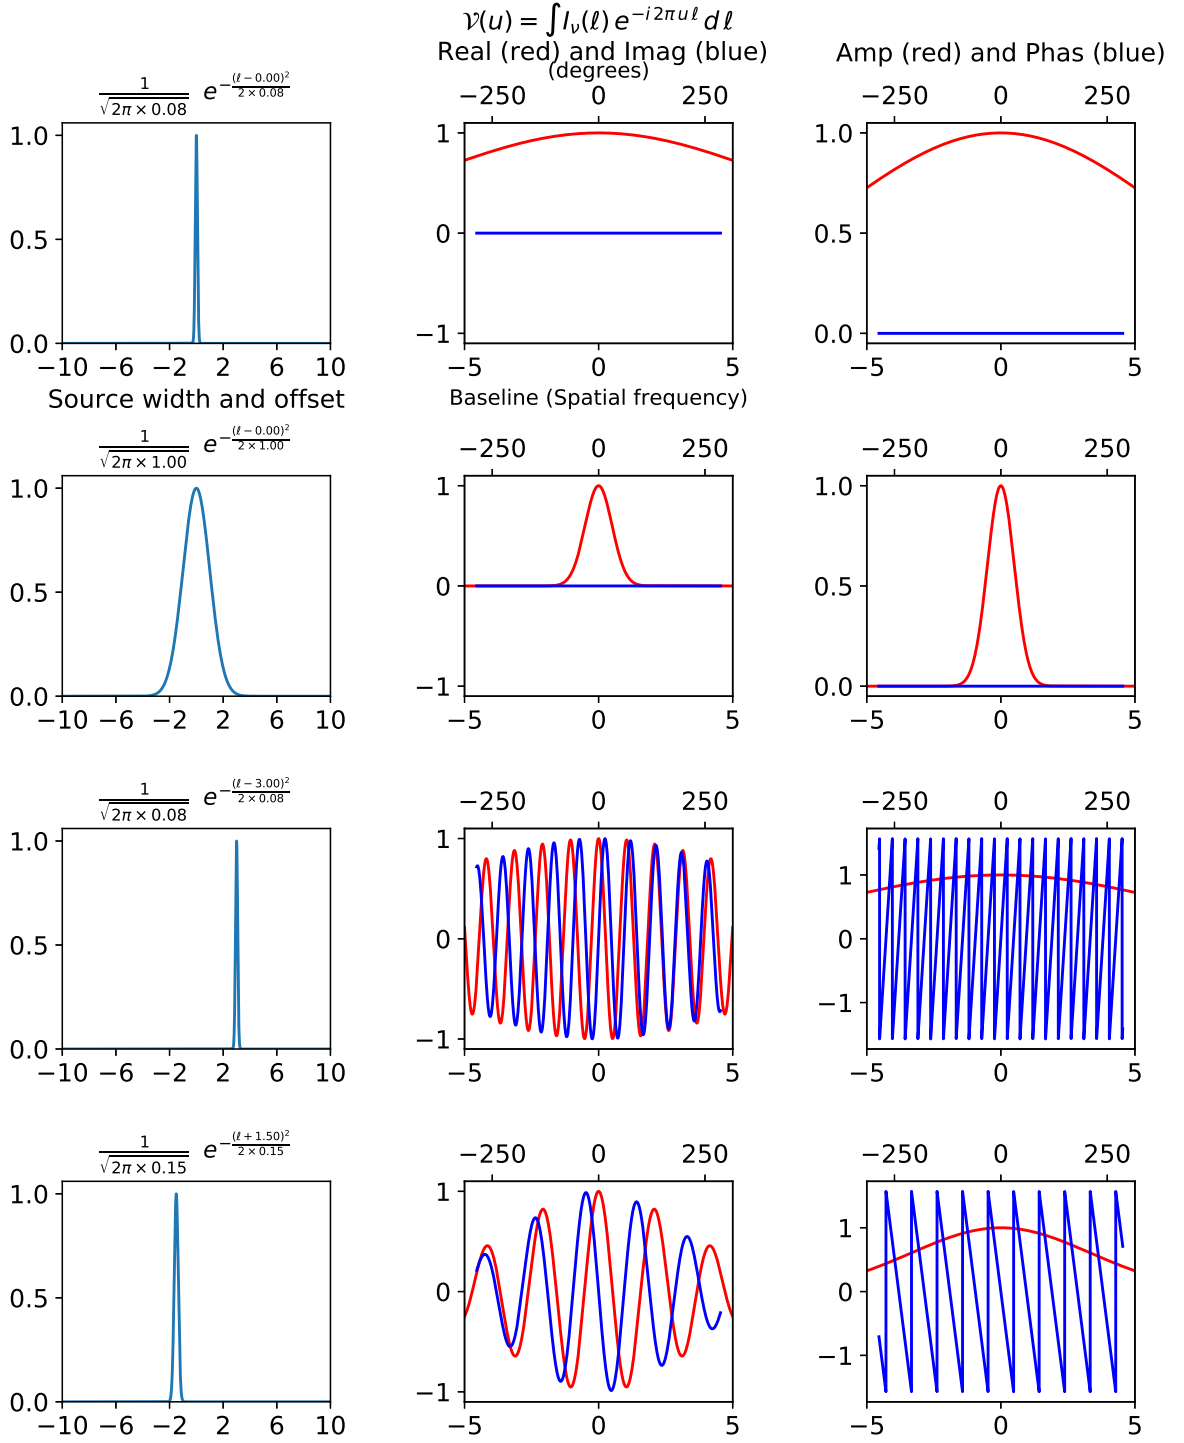 𝒱(u) = ∫ I_ν(ℓ) e^{−i 2π u ℓ} d ℓ
Real (red) and Imag (blue)
Amp (red) and Phas (blue)
(degrees)
1/√(2π × 0.08) e^{−(ℓ − 0.00)²/(2 × 0.08)}
−250 0 250
−250 0 250
1.0
0.5
0.0
1
0
−1
1.0
0.5
0.0
−10 −6 −2 2 6 10
−5 0 5
−5 0 5
Source width and offset
Baseline (Spatial frequency)
1/√(2π × 1.00) e^{−(ℓ − 0.00)²/(2 × 1.00)}
−250 0 250
−250 0 250
1.0
0.5
0.0
1
0
−1
1.0
0.5
0.0
−10 −6 −2 2 6 10
−5 0 5
−5 0 5
1/√(2π × 0.08) e^{−(ℓ − 3.00)²/(2 × 0.08)}
−250 0 250
−250 0 250
1.0
0.5
0.0
1
0
−1
1
0
−1
−10 −6 −2 2 6 10
−5 0 5
−5 0 5
1/√(2π × 0.15) e^{−(ℓ + 1.50)²/(2 × 0.15)}
−250 0 250
−250 0 250
1.0
0.5
0.0
1
0
−1
1
0
−1
−10 −6 −2 2 6 10
−5 0 5
−5 0 5